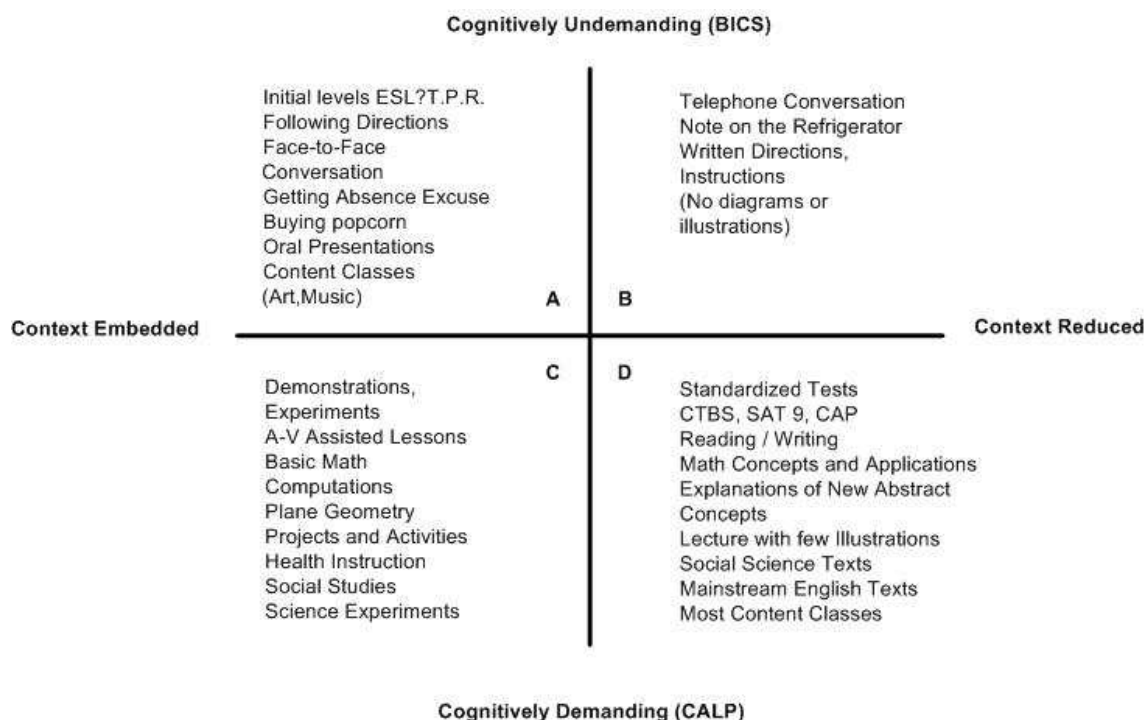 Cognitively Undemanding (BICS)
Initial levels ESL?T.P.R.
Following Directions
Face-to-Face
Conversation
Getting Absence Excuse
Buying popcorn
Oral Presentations
Content Classes
(Art,Music)
A
Telephone Conversation
Note on the Refrigerator
Written Directions,
Instructions
(No diagrams or
illustrations)
B
Context Embedded
Context Reduced
C
Demonstrations,
Experiments
A-V Assisted Lessons
Basic Math
Computations
Plane Geometry
Projects and Activities
Health Instruction
Social Studies
Science Experiments
D
Standardized Tests
CTBS, SAT 9, CAP
Reading / Writing
Math Concepts and Applications
Explanations of New Abstract
Concepts
Lecture with few Illustrations
Social Science Texts
Mainstream English Texts
Most Content Classes
Cognitively Demanding (CALP)